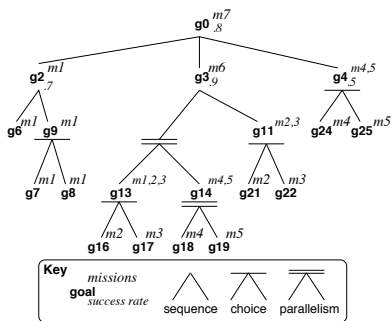 g0 m7 .8
g2 m1 .7 g3 m6 .9 g4 m4,5 .5
g6 m1 g9 m1 g11 m2,3 g24 m4 g25 m5
g7 m1 g8 m1 g13 m1,2,3 g14 m4,5 g21 m2 g22 m3
g16 m2 g17 m3 g18 m4 g19 m5
Key
missions
goal
success rate
sequence choice parallelism